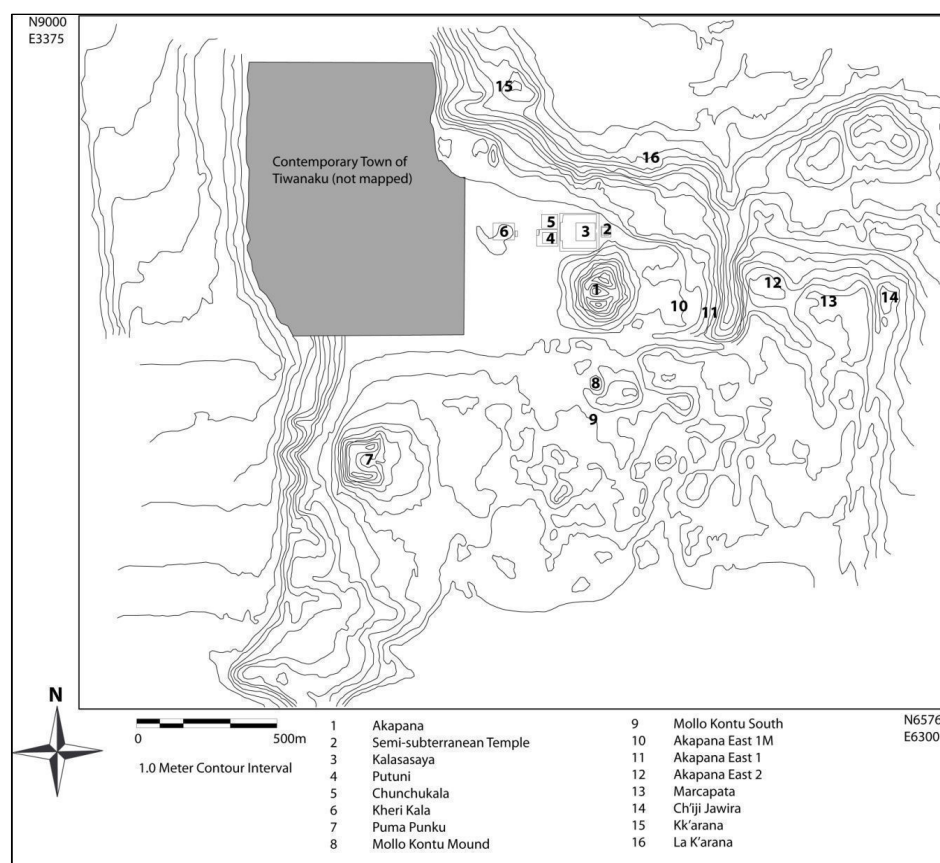 N9000
E3375
15
Contemporary Town of
Tiwanaku (not mapped)
16
5
6
3
2
4
12
1
13
14
10
11
8
9
7
N
0
500m
1.0 Meter Contour Interval
1 Akapana
2 Semi-subterranean Temple
3 Kalasasaya
4 Putuni
5 Chunchukala
6 Kheri Kala
7 Puma Punku
8 Mollo Kontu Mound
9 Mollo Kontu South
10 Akapana East 1M
11 Akapana East 1
12 Akapana East 2
13 Marcapata
14 Ch'iji Jawira
15 Kk'arana
16 La K'arana
N6576
E6300